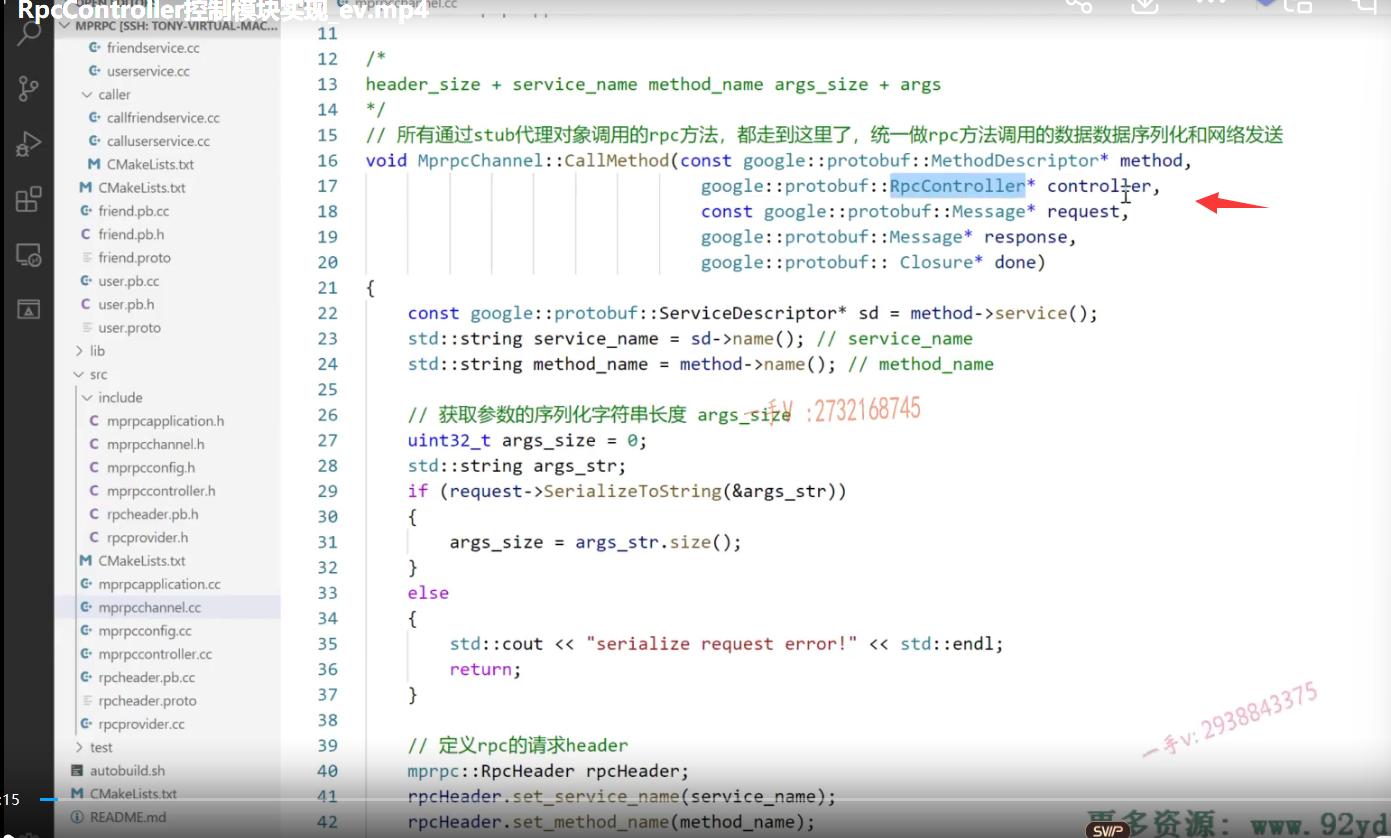 RpcController控制模块实现_ev.mp4
mprpcchannel.cc
MPRPC [SSH: TONY-VIRTUAL-MAC...
friendservice.cc
userservice.cc
caller
callfriendservice.cc
calluserservice.cc
CMakeLists.txt
CMakeLists.txt
friend.pb.cc
friend.pb.h
friend.proto
user.pb.cc
user.pb.h
user.proto
lib
src
include
mprpcapplication.h
mprpcchannel.h
mprpcconfig.h
mprpccontroller.h
rpcheader.pb.h
rpcprovider.h
CMakeLists.txt
mprpcapplication.cc
mprpcchannel.cc
mprpcconfig.cc
mprpccontroller.cc
rpcheader.pb.cc
rpcheader.proto
rpcprovider.cc
test
autobuild.sh
CMakeLists.txt
README.md
:15
11
12 /*
13 header_size + service_name method_name args_size + args
14 */
15 // 所有通过stub代理对象调用的rpc方法，都走到这里了，统一做rpc方法调用的数据数据序列化和网络发送
16 void MprpcChannel::CallMethod(const google::protobuf::MethodDescriptor* method,
17 google::protobuf::RpcController* controller,
18 const google::protobuf::Message* request,
19 google::protobuf::Message* response,
20 google::protobuf:: Closure* done)
21 {
22 const google::protobuf::ServiceDescriptor* sd = method->service();
23 std::string service_name = sd->name(); // service_name
24 std::string method_name = method->name(); // method_name
25
26 // 获取参数的序列化字符串长度 args_size
一手V :2732168745
27 uint32_t args_size = 0;
28 std::string args_str;
29 if (request->SerializeToString(&args_str))
30 {
31 args_size = args_str.size();
32 }
33 else
34 {
35 std::cout << "serialize request error!" << std::endl;
36 return;
37 }
38
一手v: 2938843375
39 // 定义rpc的请求header
40 mprpc::RpcHeader rpcHeader;
41 rpcHeader.set_service_name(service_name);
42 rpcHeader.set_method_name(method_name);
更多资源: www.92yd
SVIP